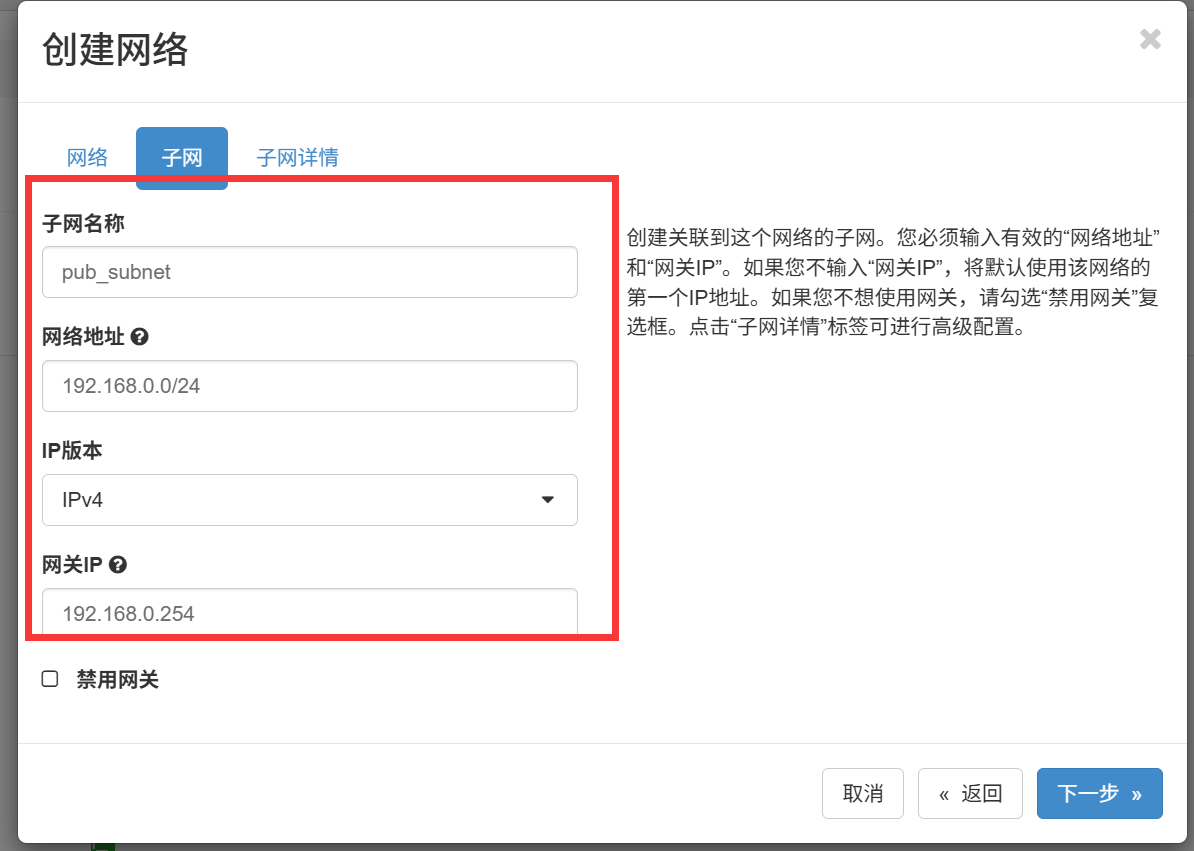 创建网络
网络 子网 子网详情
子网名称
pub_subnet
网络地址
192.168.0.0/24
IP版本
IPv4
网关IP
192.168.0.254
禁用网关
创建关联到这个网络的子网。您必须输入有效的“网络地址”
和“网关IP”。如果您不输入“网关IP”，将默认使用该网络的
第一个IP地址。如果您不想使用网关，请勾选“禁用网关”复
选框。点击“子网详情”标签可进行高级配置。
取消 « 返回 下一步 »